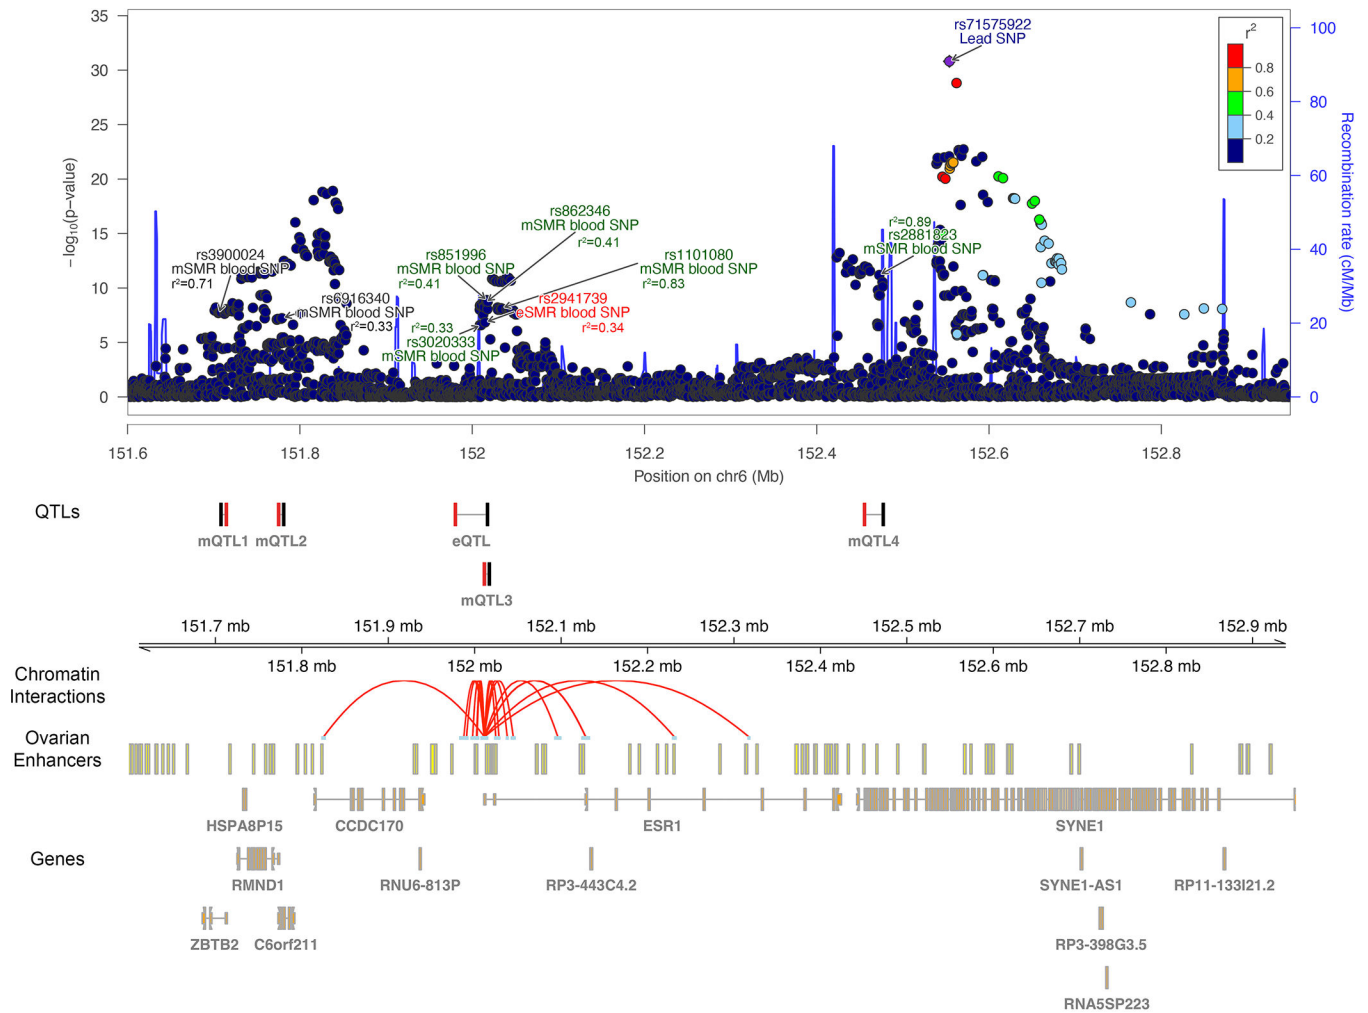 35
30
25
20
15
10
5
0
−log10(p-value)
100
80
60
40
20
0
Recombination rate (cM/Mb)
r2
0.8
0.6
0.4
0.2
rs71575922
Lead SNP
rs862346
mSMR blood SNP
r2=0.41
r2=0.89
rs2881823
mSMR blood SNP
rs3900024
mSMR blood SNP
r2=0.71
rs851996
mSMR blood SNP
r2=0.41
rs1101080
mSMR blood SNP
r2=0.83
rs6916340
mSMR blood SNP
r2=0.33
rs2941739
eSMR blood SNP
r2=0.34
r2=0.33
rs3020333
mSMR blood SNP
151.6
151.8
152
152.2
152.4
152.6
152.8
Position on chr6 (Mb)
QTLs
mQTL1
mQTL2
eQTL
mQTL4
mQTL3
151.7 mb
151.9 mb
152.1 mb
152.3 mb
152.5 mb
152.7 mb
152.9 mb
151.8 mb
152 mb
152.2 mb
152.4 mb
152.6 mb
152.8 mb
Chromatin
Interactions
Ovarian
Enhancers
HSPA8P15
CCDC170
ESR1
SYNE1
Genes
RMND1
RNU6-813P
RP3-443C4.2
SYNE1-AS1
RP11-133I21.2
ZBTB2
C6orf211
RP3-398G3.5
RNA5SP223